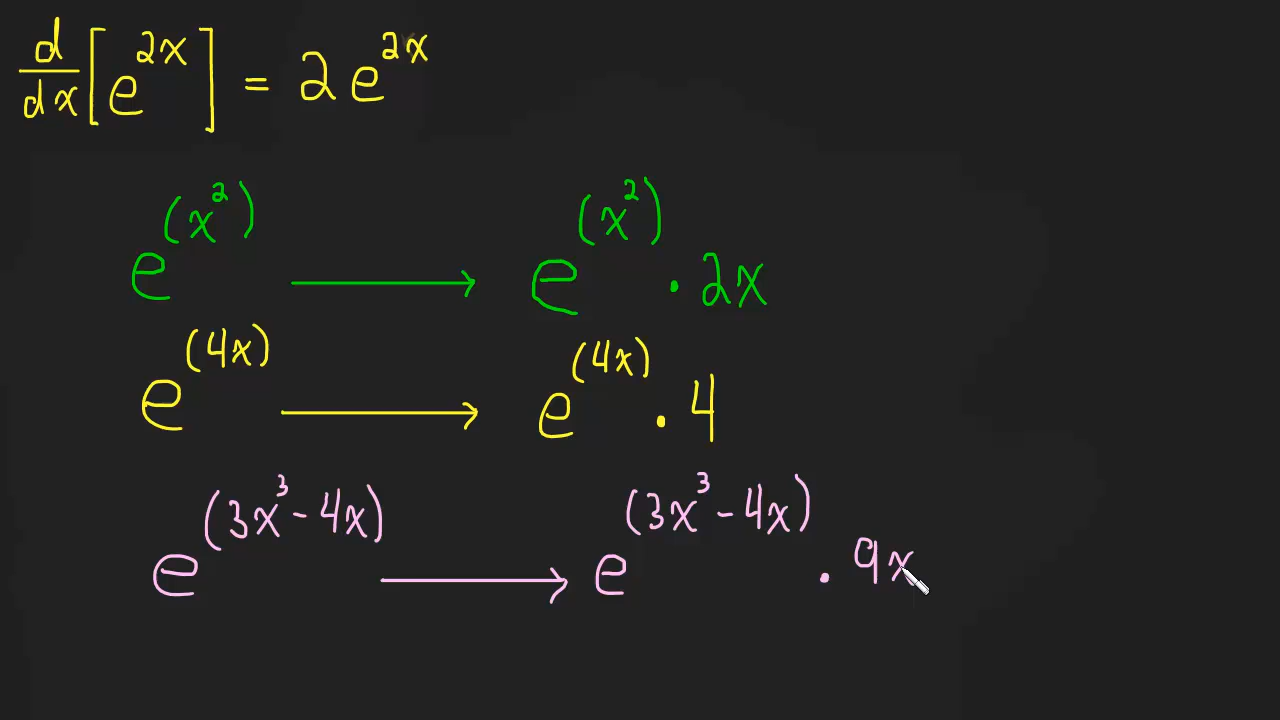 d/dx [e^{2x}] = 2e^{2x}
e^{(x^2)} → e^{(x^2)} · 2x
e^{(4x)} → e^{(4x)} · 4
e^{(3x^3 - 4x)} → e^{(3x^3 - 4x)} · 9x